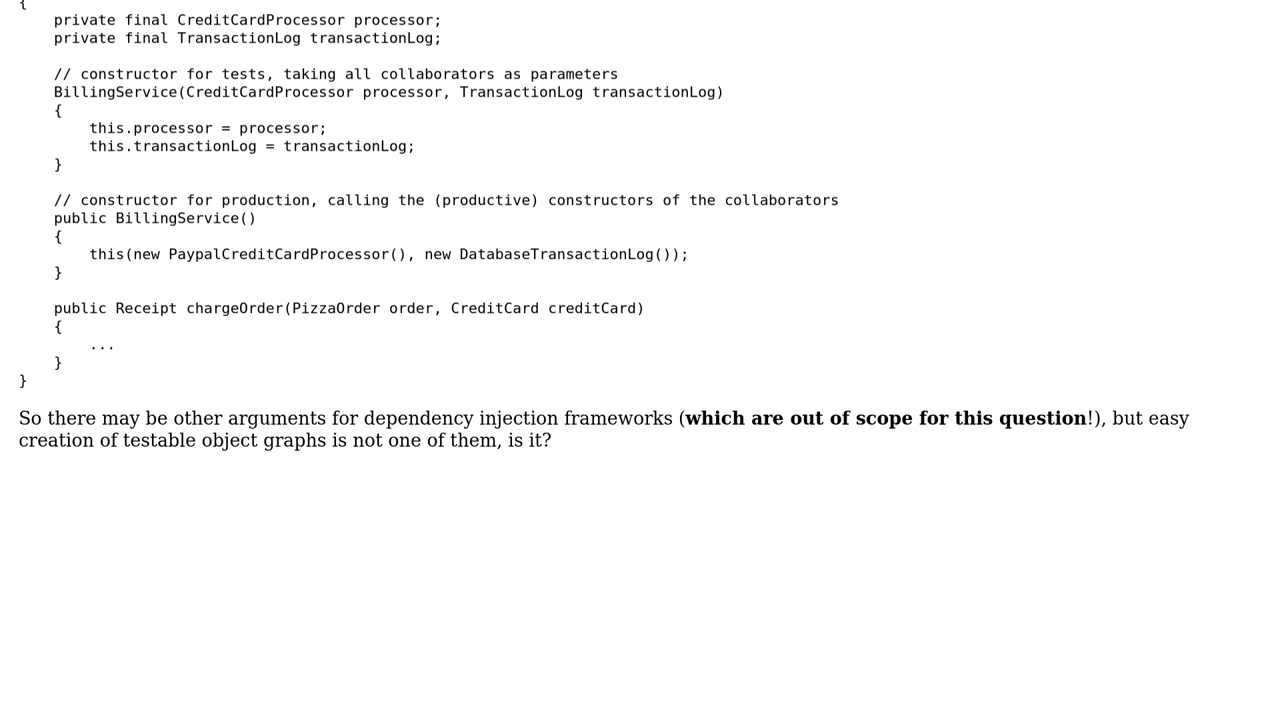 {
    private final CreditCardProcessor processor;
    private final TransactionLog transactionLog;

    // constructor for tests, taking all collaborators as parameters
    BillingService(CreditCardProcessor processor, TransactionLog transactionLog)
    {
        this.processor = processor;
        this.transactionLog = transactionLog;
    }

    // constructor for production, calling the (productive) constructors of the collaborators
    public BillingService()
    {
        this(new PaypalCreditCardProcessor(), new DatabaseTransactionLog());
    }

    public Receipt chargeOrder(PizzaOrder order, CreditCard creditCard)
    {
        ...
    }
}
So there may be other arguments for dependency injection frameworks (which are out of scope for this question!), but easy
creation of testable object graphs is not one of them, is it?